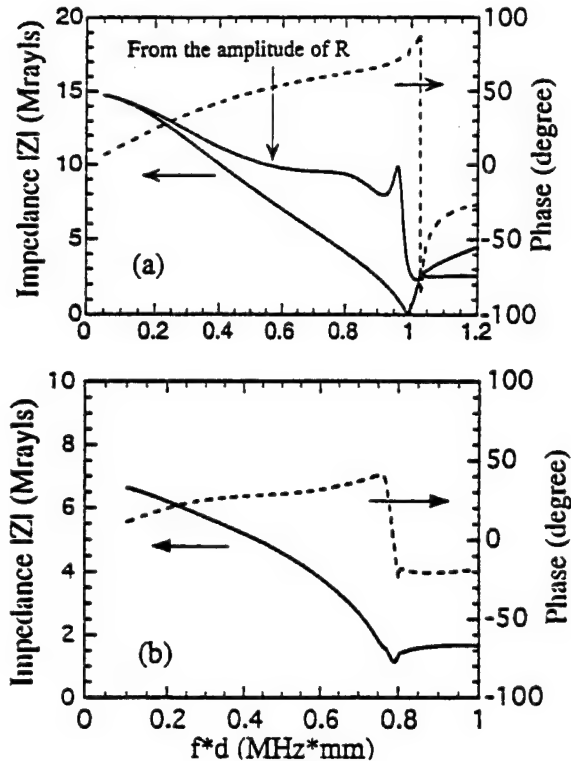 20
15
10
5
0
Impedance |Z| (Mrayls)
From the amplitude of R
(a)
100
50
0
-50
-100
Phase (degree)
0 0.2 0.4 0.6 0.8 1 1.2
10
8
6
4
2
0
Impedance |Z| (Mrayls)
(b)
100
50
0
-50
-100
Phase (degree)
0 0.2 0.4 0.6 0.8 1
f*d (MHz*mm)